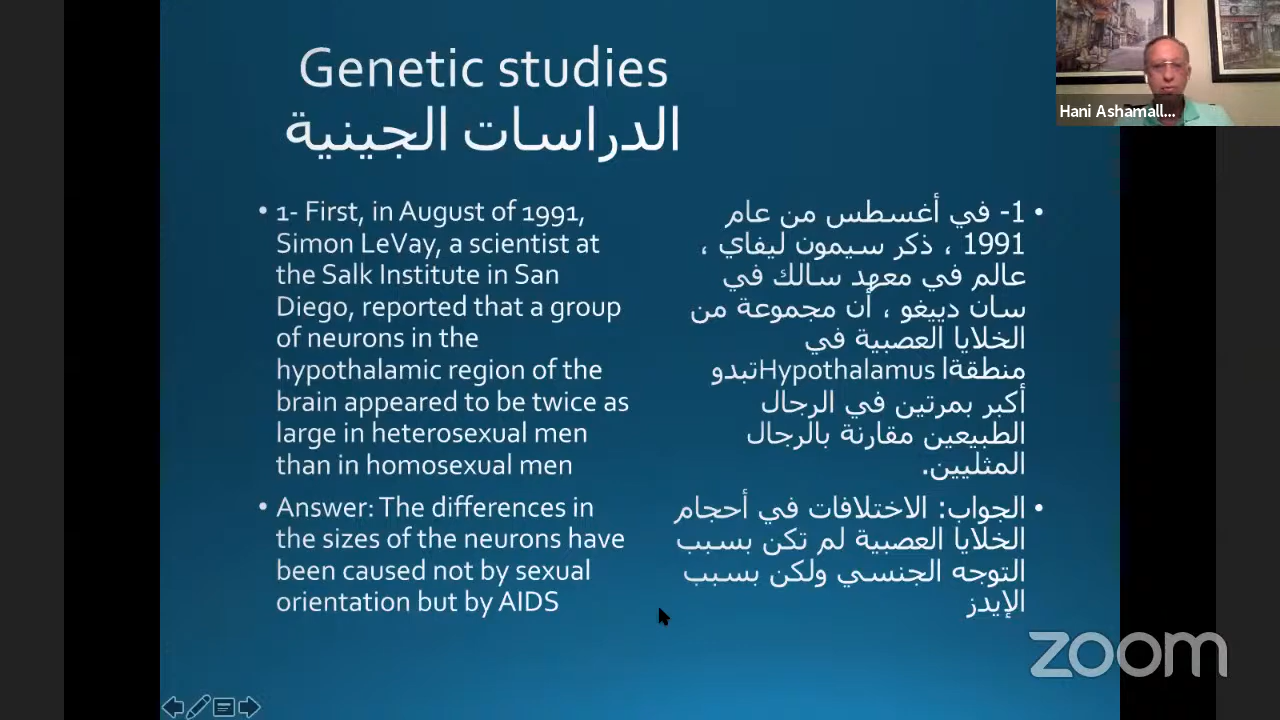 Genetic studies
الدراسات الجينية
• 1- First, in August of 1991,
Simon LeVay, a scientist at
the Salk Institute in San
Diego, reported that a group
of neurons in the
hypothalamic region of the
brain appeared to be twice as
large in heterosexual men
than in homosexual men
• Answer: The differences in
the sizes of the neurons have
been caused not by sexual
orientation but by AIDS
• 1- في أغسطس من عام
1991 ، ذكر سيمون ليفاي ،
عالم في معهد سالك في
سان دييغو ، أن مجموعة من
الخلايا العصبية في
منطقةا Hypothalamusتبدو
أكبر بمرتين في الرجال
الطبيعين مقارنة بالرجال
المثليين.
• الجواب: الاختلافات في أحجام
الخلايا العصبية لم تكن بسبب
التوجه الجنسي ولكن بسبب
الإيدز
Hani Ashamall...
zoom